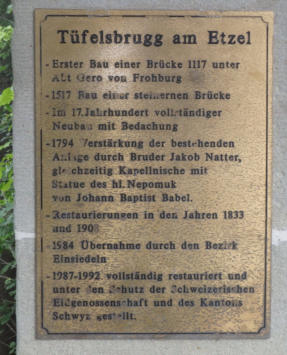 Tüfelsbrugg am Etzel
- Erster Bau einer Brücke 1117 unter
Abt Gero von Frohburg
- 1517 Bau einer steinernen Brücke
- Im 17.Jahrhundert vollständiger
Neubau mit Bedachung
- 1794 Verstärkung der bestehenden
Anlage durch Bruder Jakob Natter,
gleichzeitig Kapellnische mit
Statue des hl. Nepomuk
von Johann Baptist Babel.
- Restaurierungen in den Jahren 1833
und
- 1984 Übernahme durch den Bezirk
Einsiedeln
- 1987-1992 vollständig restauriert und
unter den Schutz der Schweizerischen
Eidgenossenschaft und des Kantons
Schwyz gestellt.